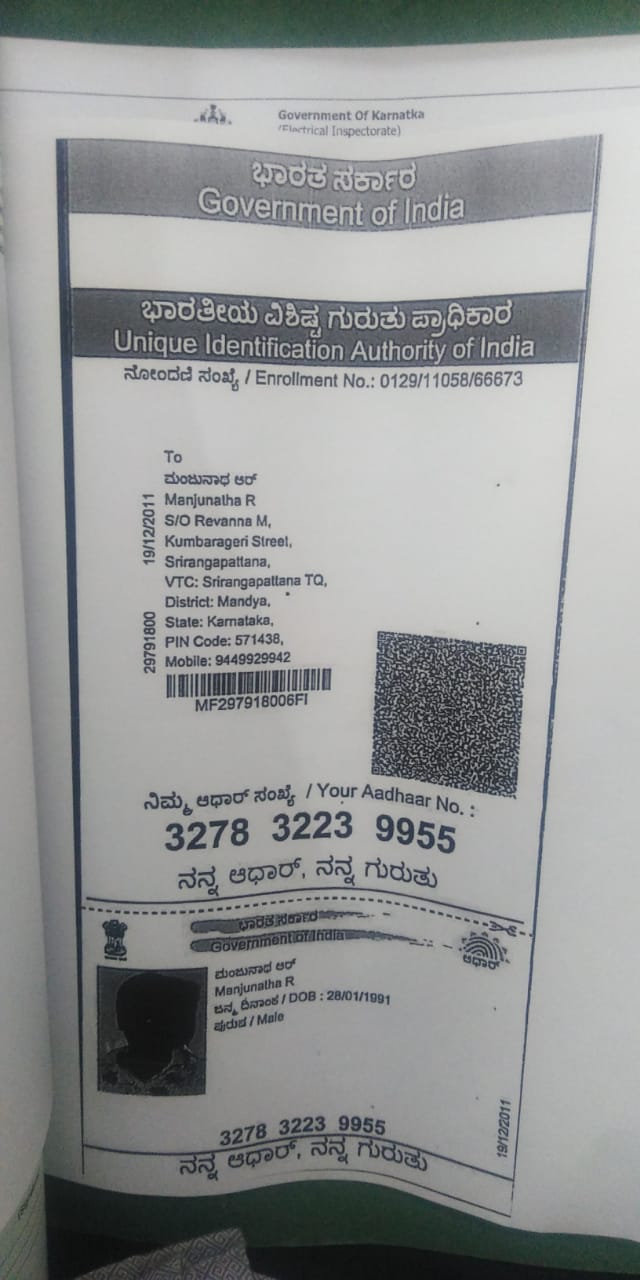 Government Of Karnatka
(Electrical Inspectorate)
ಭಾರತ ಸರ್ಕಾರ
Government of India
ಭಾರತೀಯ ವಿಶಿಷ್ಟ ಗುರುತು ಪ್ರಾಧಿಕಾರ
Unique Identification Authority of India
ನೋಂದಣಿ ಸಂಖ್ಯೆ / Enrollment No.: 0129/11058/66673
To
ಮಂಜುನಾಥ ಆರ್
Manjunatha R
S/O Revanna M,
Kumbarageri Street,
Srirangapattana,
VTC: Srirangapattana TQ,
District: Mandya,
State: Karnataka,
PIN Code: 571438,
Mobile: 9449929942
19/12/2011
29791800
MF297918006FI
ನಿಮ್ಮ ಆಧಾರ್ ಸಂಖ್ಯೆ / Your Aadhaar No. :
3278 3223 9955
ನನ್ನ ಆಧಾರ್, ನನ್ನ ಗುರುತು
ಭಾರತ ಸರ್ಕಾರ
Government of India
ಆಧಾರ್
ಮಂಜುನಾಥ ಆರ್
Manjunatha R
ಜನ್ಮ ದಿನಾಂಕ / DOB : 28/01/1991
ಪುರುಷ / Male
19/12/2011
3278 3223 9955
ನನ್ನ ಆಧಾರ್, ನನ್ನ ಗುರುತು